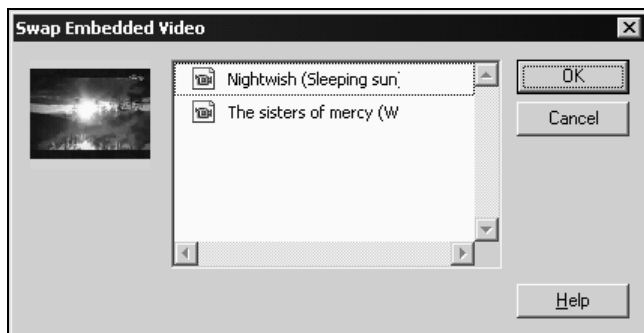 Swap Embedded Video
Nightwish (Sleeping sun)
The sisters of mercy (W
OK
Cancel
Help